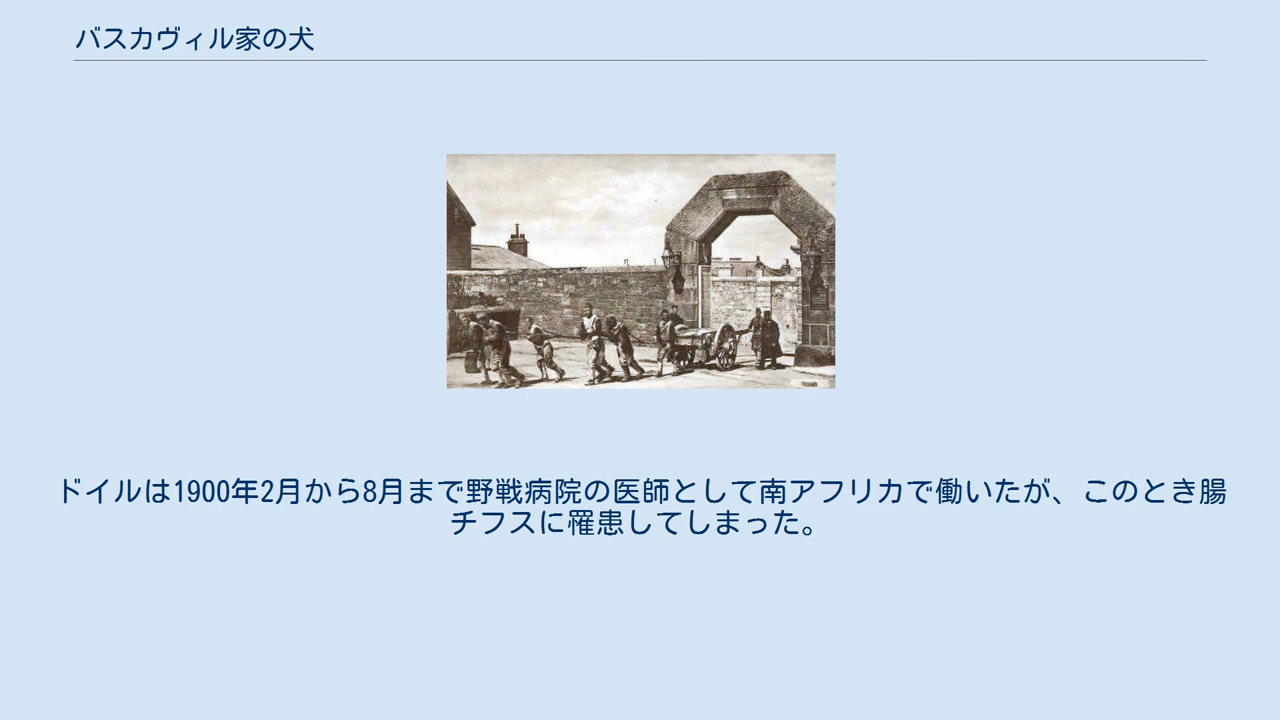 バスカヴィル家の犬
ドイルは1900年2月から8月まで野戦病院の医師として南アフリカで働いたが、このとき腸
チフスに罹患してしまった。